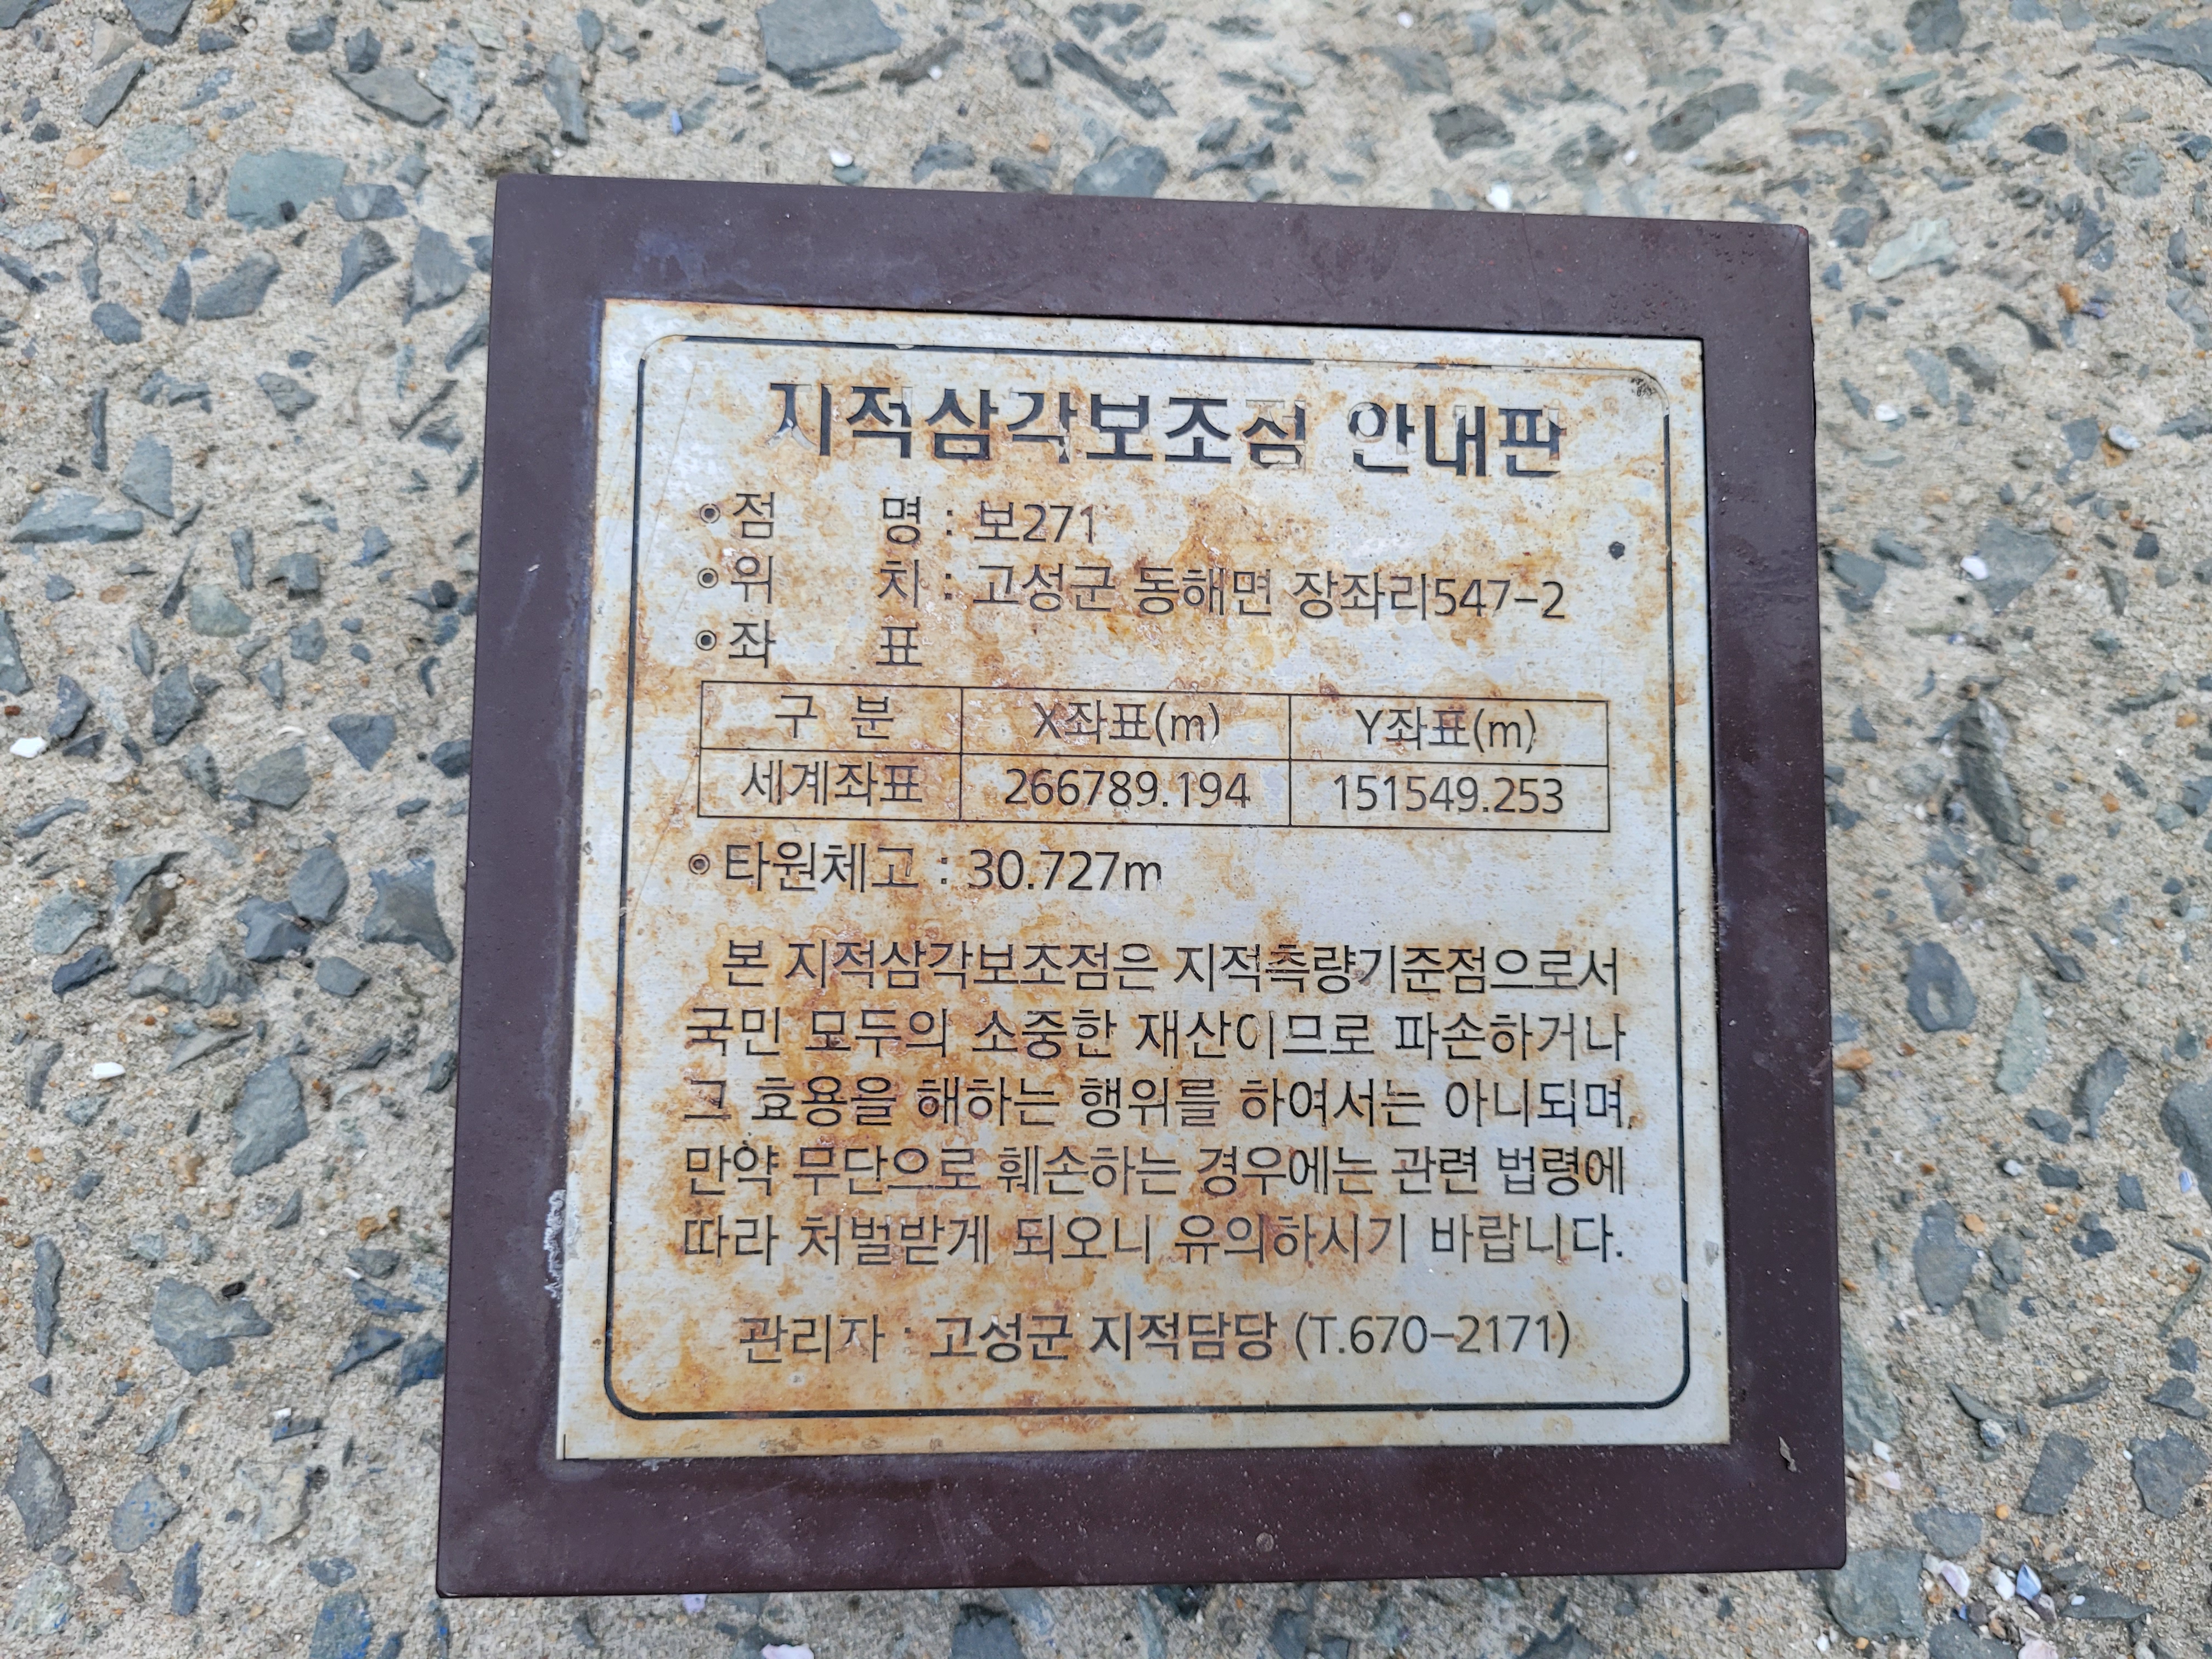 지적삼각보조점 안내판
⊙점 명 : 보271
⊙위 치 : 고성군 동해면 장좌리547-2
⊙좌 표
구 분 X좌표(m) Y좌표(m)
세계좌표 266789.194 151549.253
⊙타원체고 : 30.727m
본 지적삼각보조점은 지적측량기준점으로서
국민 모두의 소중한 재산이므로 파손하거나
그 효용을 해하는 행위를 하여서는 아니되며,
만약 무단으로 훼손하는 경우에는 관련 법령에
따라 처벌받게 되오니 유의하시기 바랍니다.
관리자 : 고성군 지적담당 (T.670-2171)